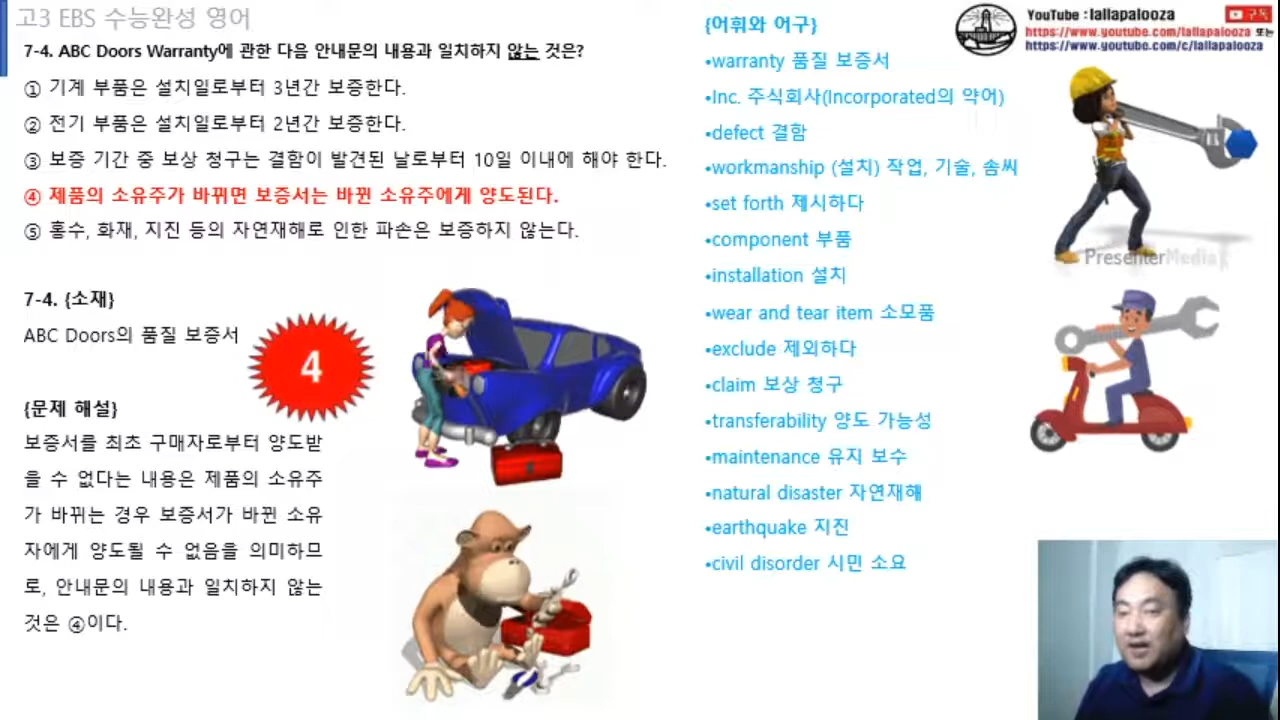 고3 EBS 수능완성 영어
7-4. ABC Doors Warranty에 관한 다음 안내문의 내용과 일치하지 않는 것은?
① 기계 부품은 설치일로부터 3년간 보증한다.
② 전기 부품은 설치일로부터 2년간 보증한다.
③ 보증 기간 중 보상 청구는 결함이 발견된 날로부터 10일 이내에 해야 한다.
④ 제품의 소유주가 바뀌면 보증서는 바뀐 소유주에게 양도된다.
⑤ 홍수, 화재, 지진 등의 자연재해로 인한 파손은 보증하지 않는다.
7-4. {소재}
ABC Doors의 품질 보증서
4
{문제 해설}
보증서를 최초 구매자로부터 양도받
을 수 없다는 내용은 제품의 소유주
가 바뀌는 경우 보증서가 바뀐 소유
자에게 양도될 수 없음을 의미하므
로, 안내문의 내용과 일치하지 않는
것은 ④이다.
{어휘와 어구}
•warranty 품질 보증서
•Inc. 주식회사(Incorporated의 약어)
•defect 결함
•workmanship (설치) 작업, 기술, 솜씨
•set forth 제시하다
•component 부품
•installation 설치
•wear and tear item 소모품
•exclude 제외하다
•claim 보상 청구
•transferability 양도 가능성
•maintenance 유지 보수
•natural disaster 자연재해
•earthquake 지진
•civil disorder 시민 소요
YouTube : lallapalooza
구독
https://www.youtube.com/lallapalooza 또는
https://www.youtube.com/c/lallapalooza
PresenterMedia